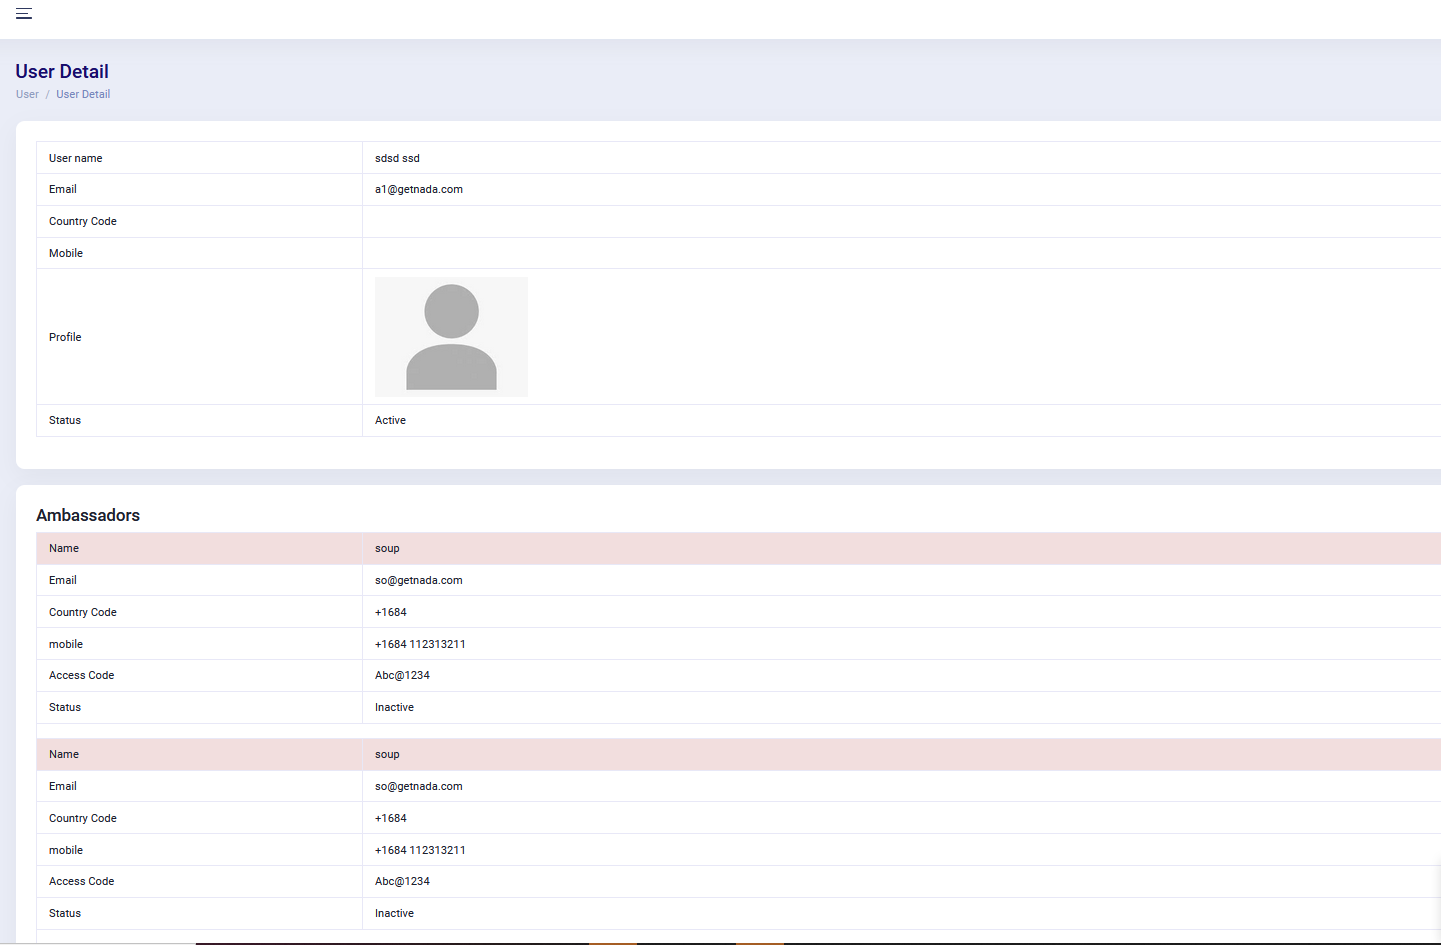 User Detail
User / User Detail
User name sdsd ssd
Email a1@getnada.com
Country Code
Mobile
Profile
Status Active
Ambassadors
Name soup
Email so@getnada.com
Country Code +1684
mobile +1684 112313211
Access Code Abc@1234
Status Inactive
Name soup
Email so@getnada.com
Country Code +1684
mobile +1684 112313211
Access Code Abc@1234
Status Inactive